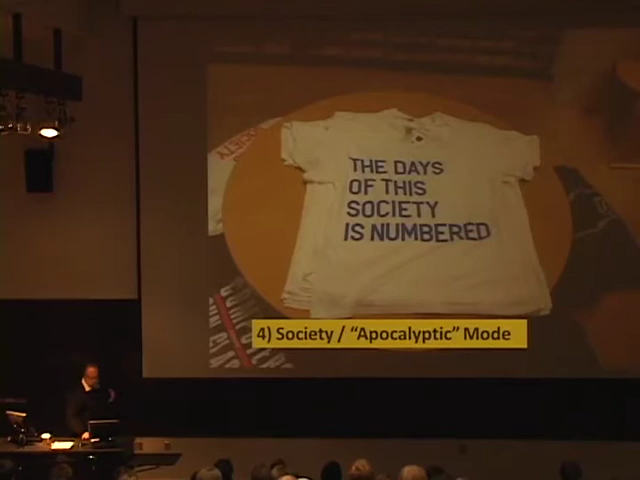 THE DAYS
OF THIS
SOCIETY
IS NUMBERED
4) Society / “Apocalyptic” Mode